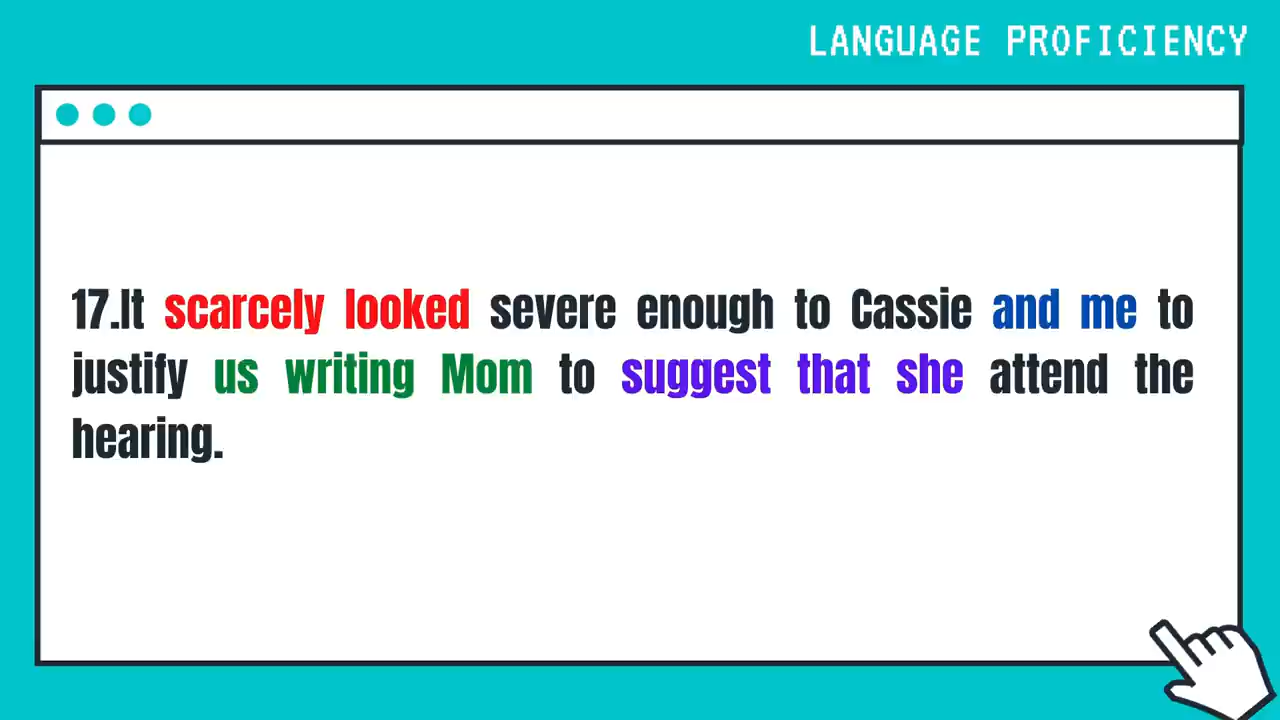 LANGUAGE PROFICIENCY
17.It scarcely looked severe enough to Cassie and me to
justify us writing Mom to suggest that she attend the
hearing.